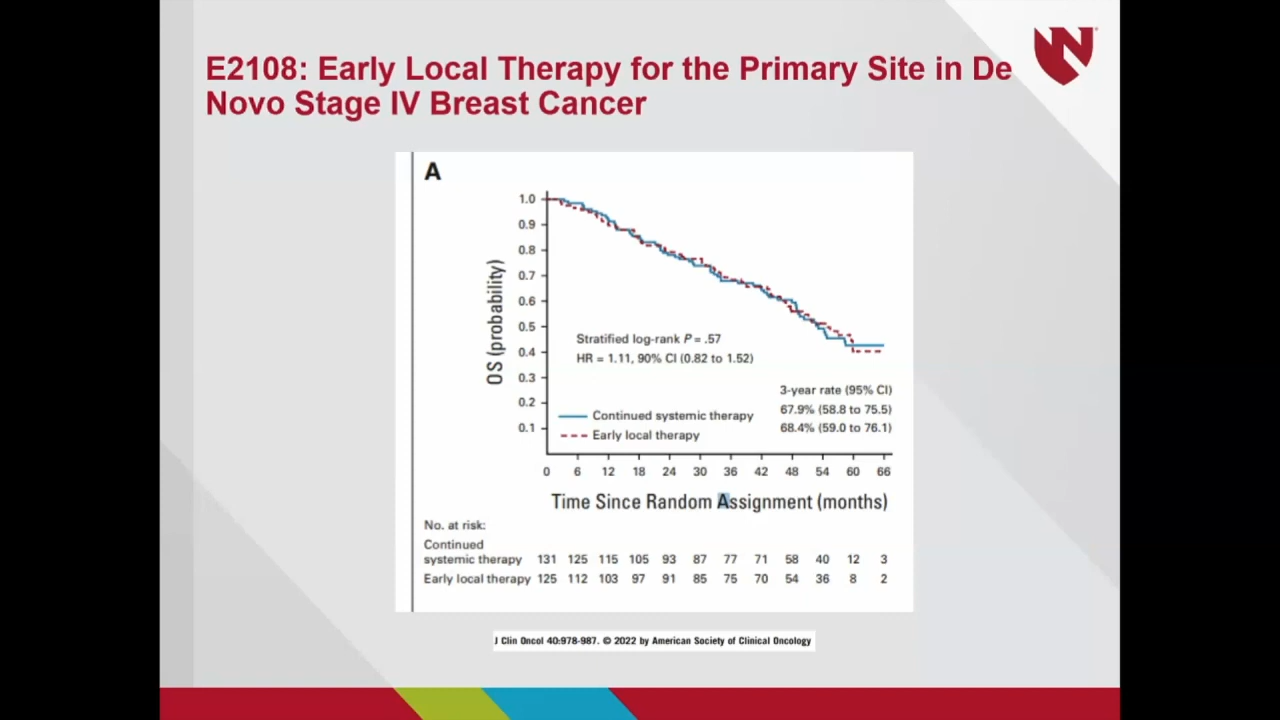 E2108: Early Local Therapy for the Primary Site in De
Novo Stage IV Breast Cancer
A
OS (probability)
1.0
0.9
0.8
0.7
0.6
0.5
0.4
0.3
0.2
0.1
Stratified log-rank P = .57
HR = 1.11, 90% CI (0.82 to 1.52)
3-year rate (95% CI)
Continued systemic therapy 67.9% (58.8 to 75.5)
Early local therapy 68.4% (59.0 to 76.1)
0 6 12 18 24 30 36 42 48 54 60 66
Time Since Random Assignment (months)
No. at risk:
Continued
systemic therapy 131 125 115 105 93 87 77 71 58 40 12 3
Early local therapy 125 112 103 97 91 85 75 70 54 36 8 2
J Clin Oncol 40:978-987. © 2022 by American Society of Clinical Oncology
N